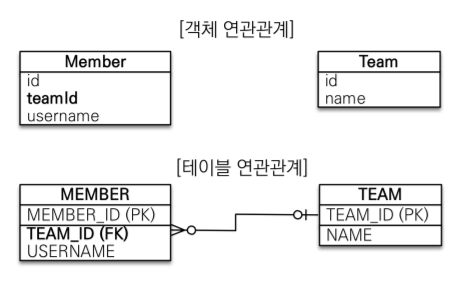 [객체 연관관계]
Member
id
teamId
username
Team
id
name
[테이블 연관관계]
MEMBER
MEMBER_ID (PK)
TEAM_ID (FK)
USERNAME
TEAM
TEAM_ID (PK)
NAME